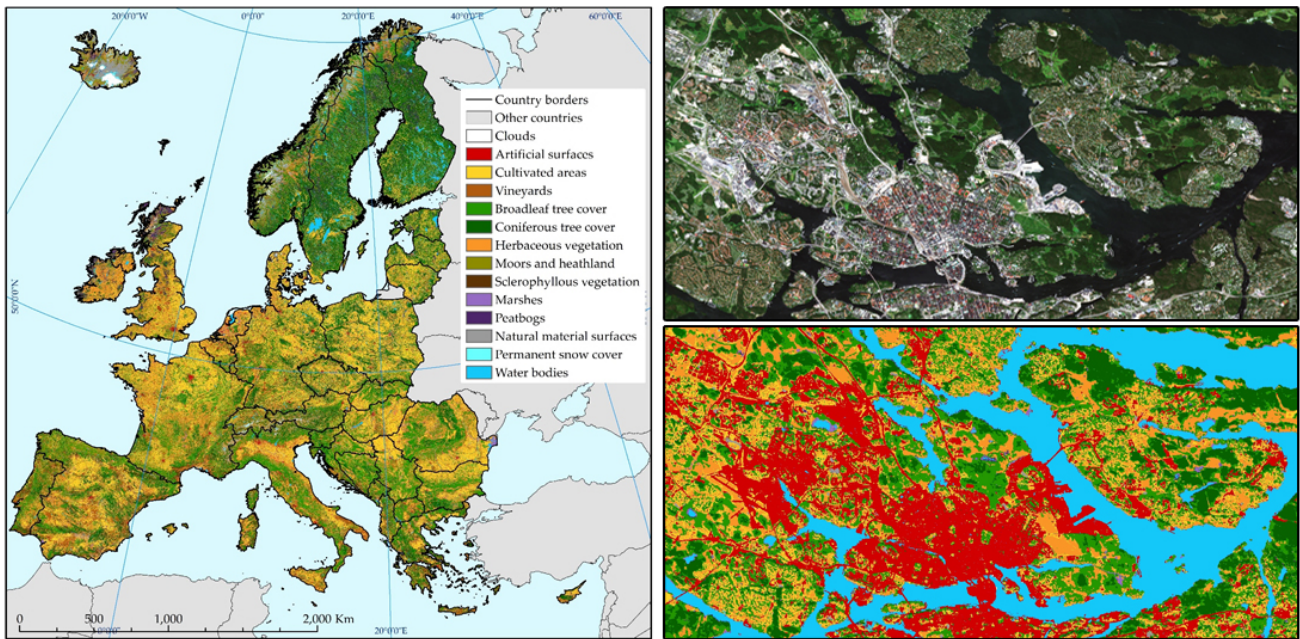 20°0'0"W
0°0'0"
20°0'0"E
40°0'0"E
60°0'0"E
Country borders
Other countries
Clouds
Artificial surfaces
Cultivated areas
Vineyards
Broadleaf tree cover
Coniferous tree cover
Herbaceous vegetation
Moors and heathland
Sclerophyllous vegetation
Marshes
Peatbogs
Natural material surfaces
Permanent snow cover
Water bodies
50°0'0"N
0 500 1,000 2,000 Km
0°0'0"
20°0'0"E